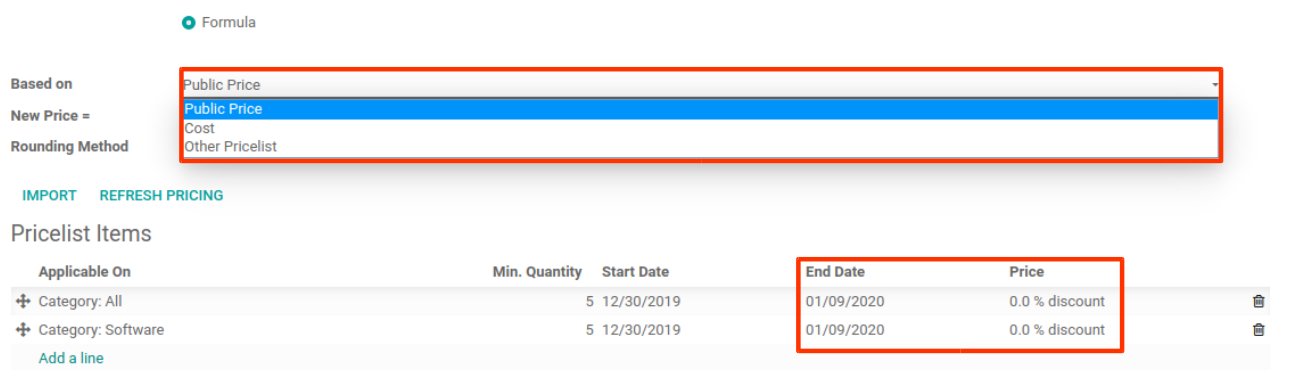 Formula
Based on Public Price
Public Price
New Price =
Cost
Rounding Method Other Pricelist
IMPORT REFRESH PRICING
Pricelist Items
Applicable On Min. Quantity Start Date End Date Price
Category: All 5 12/30/2019 01/09/2020 0.0 % discount
Category: Software 5 12/30/2019 01/09/2020 0.0 % discount
Add a line